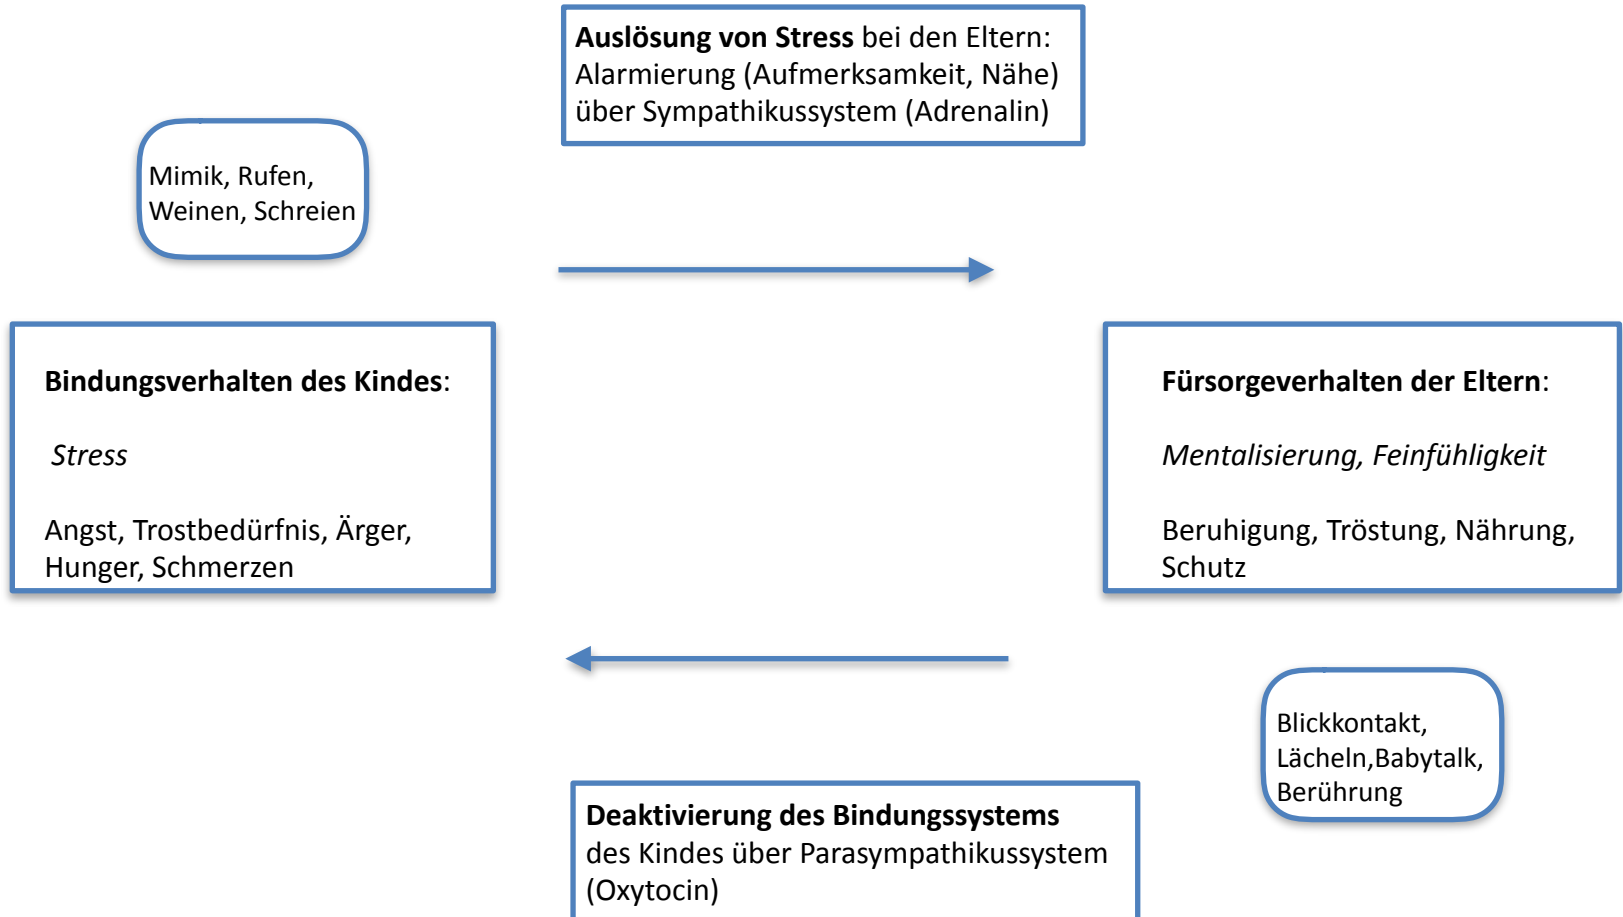 Auslösung von Stress bei den Eltern:
Alarmierung (Aufmerksamkeit, Nähe)
über Sympathikussystem (Adrenalin)
Mimik, Rufen,
Weinen, Schreien
Bindungsverhalten des Kindes:
Stress
Angst, Trostbedürfnis, Ärger,
Hunger, Schmerzen
Fürsorgeverhalten der Eltern:
Mentalisierung, Feinfühligkeit
Beruhigung, Tröstung, Nährung,
Schutz
Blickkontakt,
Lächeln,Babytalk,
Berührung
Deaktivierung des Bindungssystems
des Kindes über Parasympathikussystem
(Oxytocin)